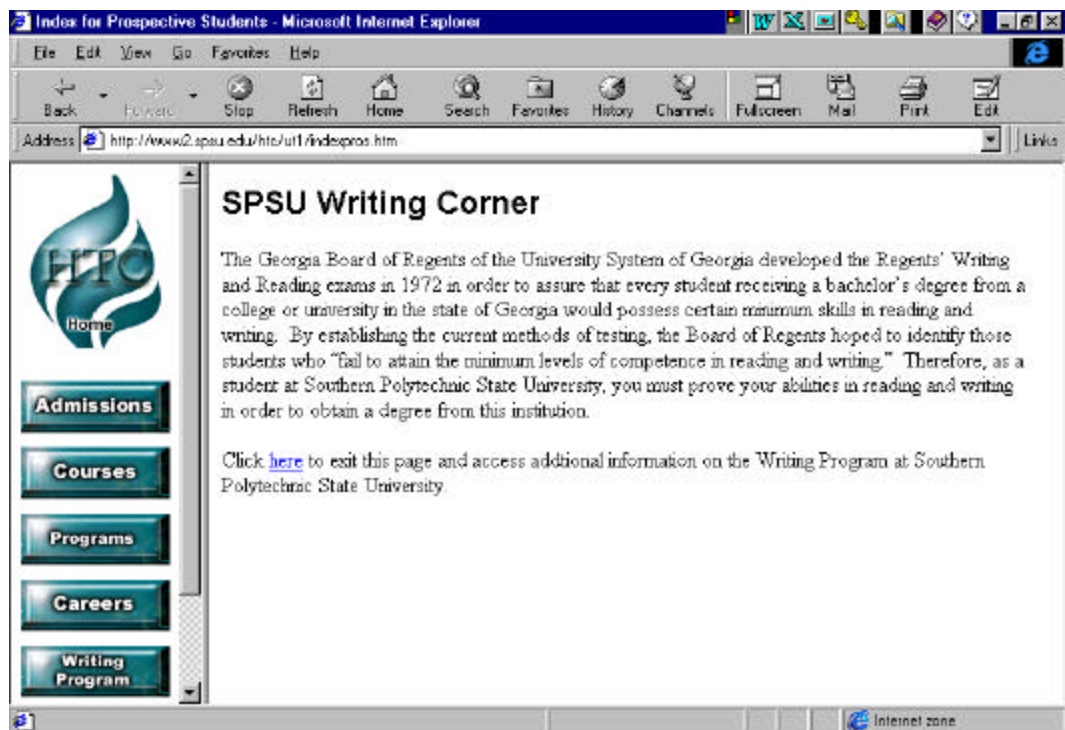 Index for Prospective Students - Microsoft Internet Explorer
File Edit View Go Favorites Help
Back Forward Stop Refresh Home Search Favorites History Channels Fullscreen Mail Print Edit
Address http://www2.spsu.edu/htc/ut1/indexpros.htm Links
HTC
Home
Admissions
Courses
Programs
Careers
Writing
Program
SPSU Writing Corner
The Georgia Board of Regents of the University System of Georgia developed the Regents' Writing
and Reading exams in 1972 in order to assure that every student receiving a bachelor's degree from a
college or university in the state of Georgia would possess certain minimum skills in reading and
writing. By establishing the current methods of testing, the Board of Regents hoped to identify those
students who "fail to attain the minimum levels of competence in reading and writing." Therefore, as a
student at Southern Polytechnic State University, you must prove your abilities in reading and writing
in order to obtain a degree from this institution.
Click here to exit this page and access addtional information on the Writing Program at Southern
Polytechnic State University.
Internet zone